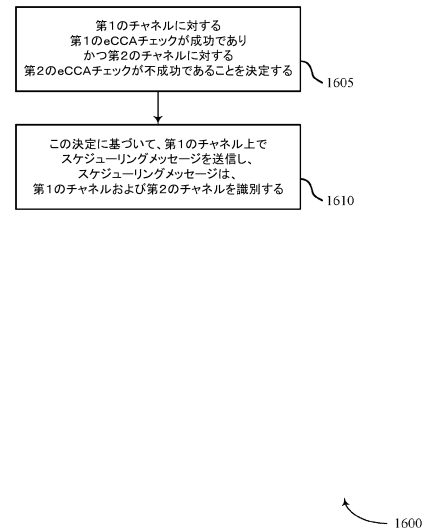 第1のチャネルに対する
第1のeCCAチェックが成功であり
かつ第2のチャネルに対する
第2のeCCAチェックが不成功であることを決定する
1605
この決定に基づいて、第1のチャネル上で
スケジューリングメッセージを送信し、
スケジューリングメッセージは、
第1のチャネルおよび第2のチャネルを識別する
1610
1600